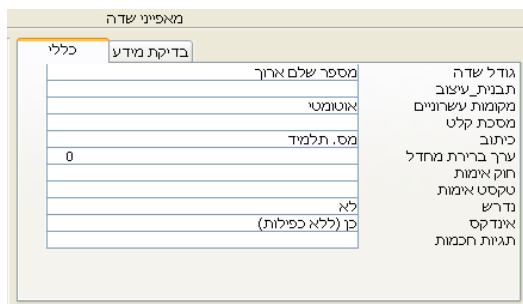 מאפייני שדה
כללי בדיקת מידע
גודל שדה מספר שלם ארוך
תבנית_עיצוב
מקומות עשרוניים אוטומטי
מסכת קלט
כיתוב מס. תלמיד
ערך ברירת מחדל 0
חוק אימות
טקסט אימות
נדרש לא
אינדקס כן (ללא כפילות)
תגיות חכמות